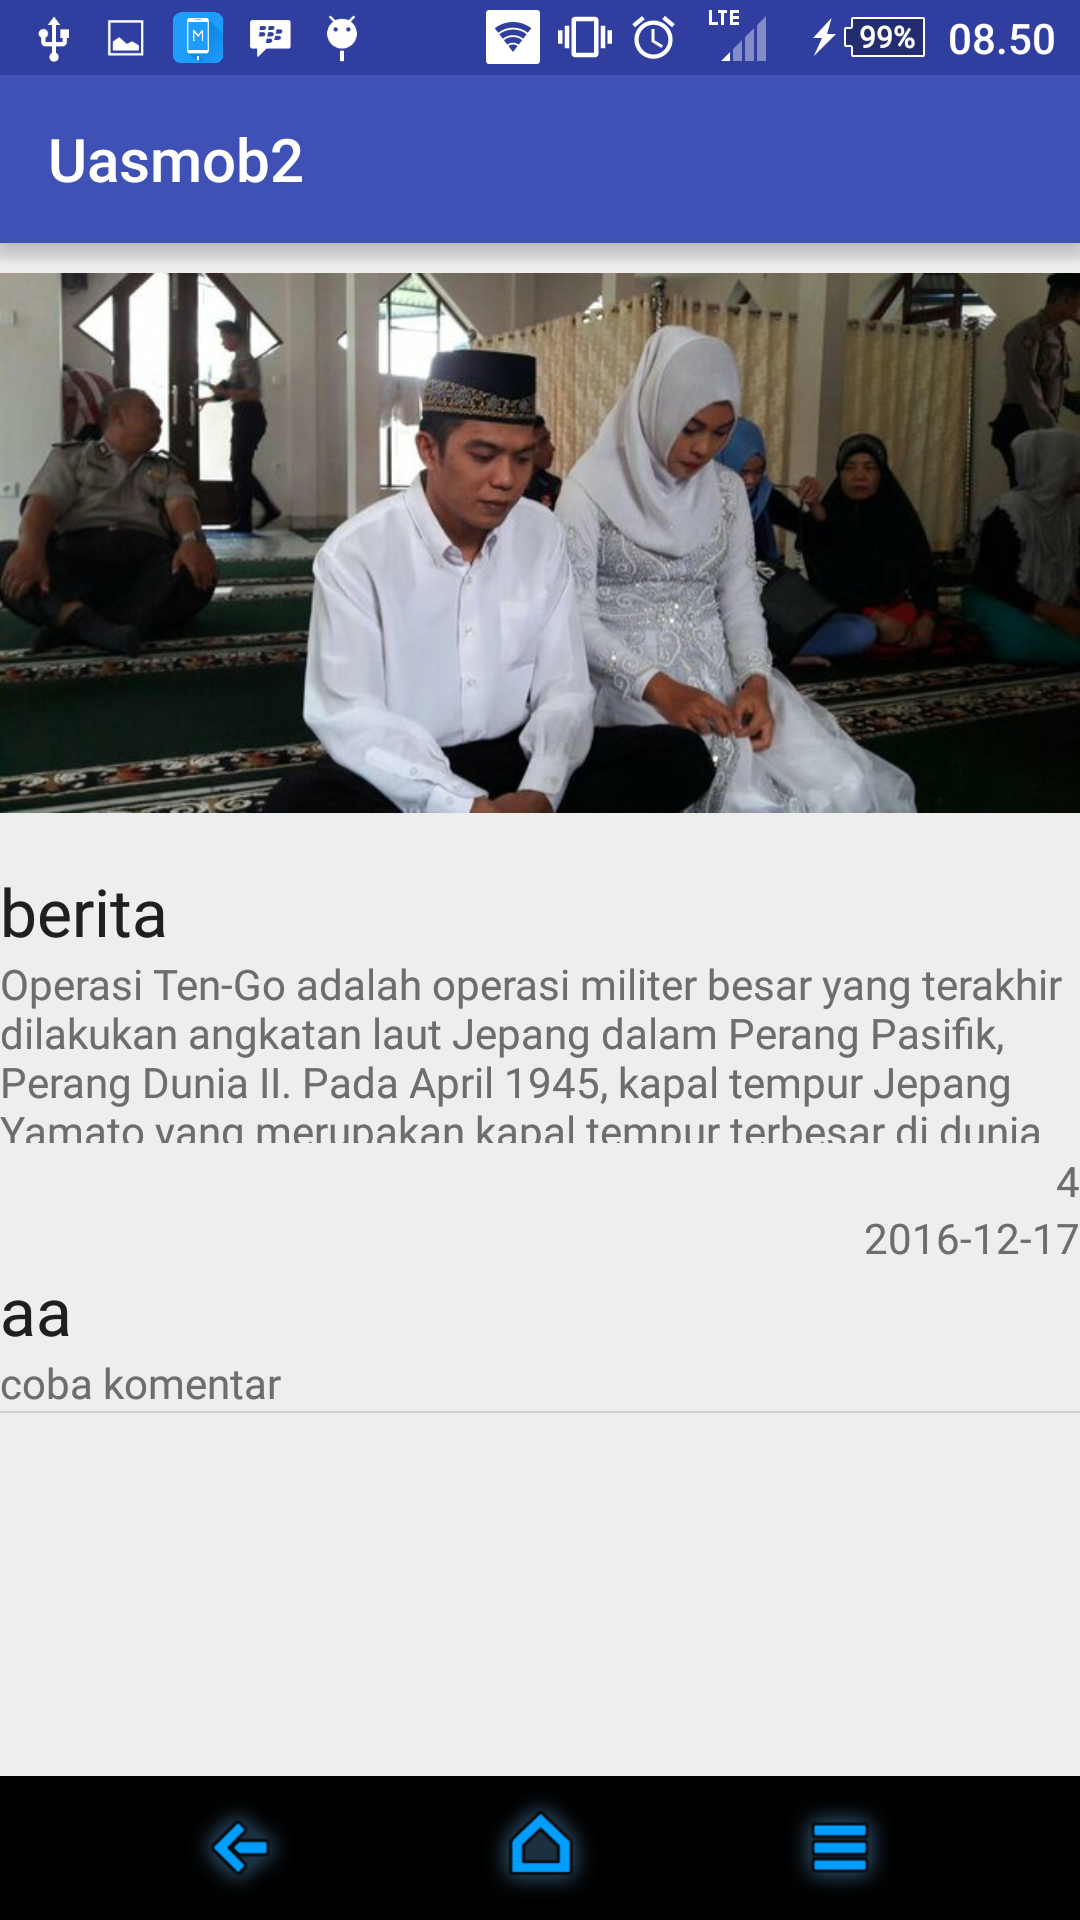 LTE
99%
08.50
Uasmob2
berita
Operasi Ten-Go adalah operasi militer besar yang terakhir
dilakukan angkatan laut Jepang dalam Perang Pasifik,
Perang Dunia II. Pada April 1945, kapal tempur Jepang
Yamato yang merupakan kapal tempur terbesar di dunia
4
2016-12-17
aa
coba komentar